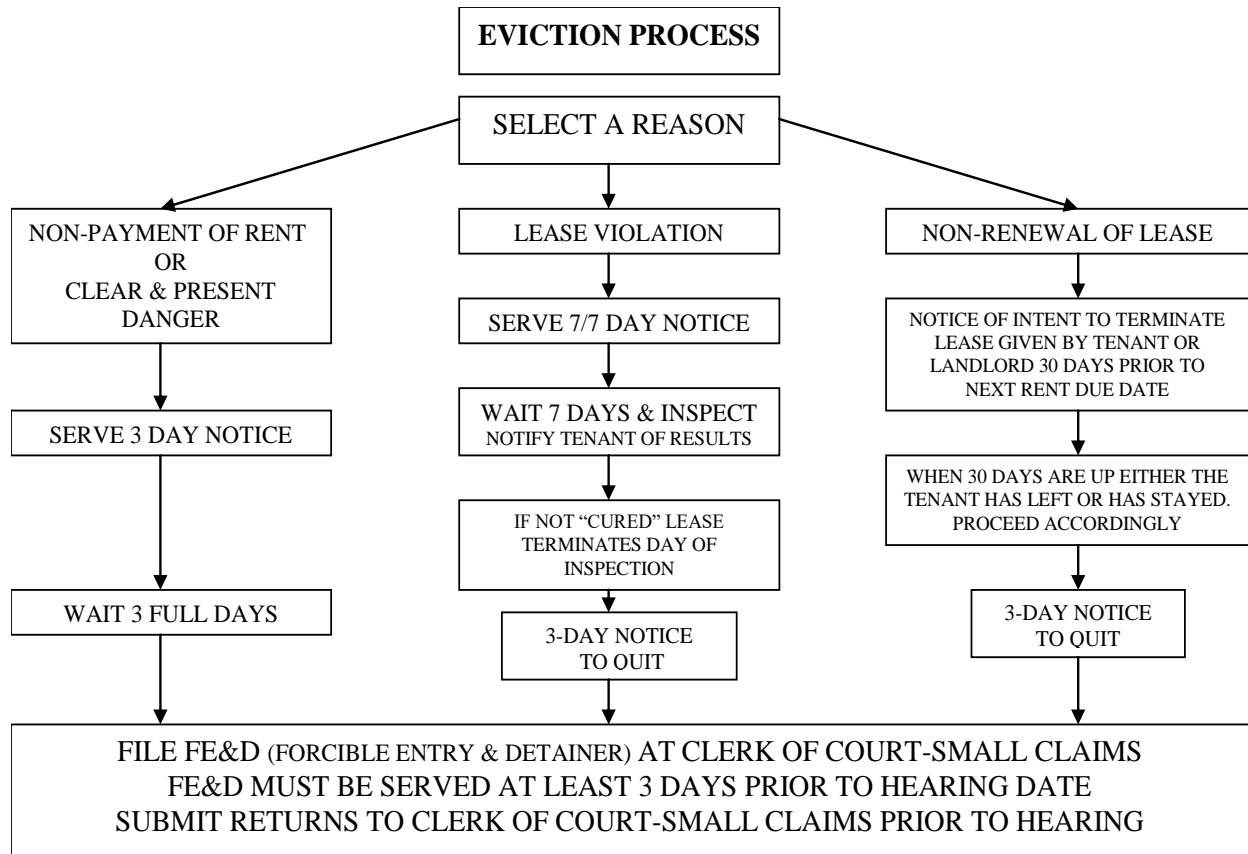 EVICTION PROCESS
SELECT A REASON
NON-PAYMENT OF RENT
OR
CLEAR & PRESENT
DANGER
SERVE 3 DAY NOTICE
WAIT 3 FULL DAYS
LEASE VIOLATION
SERVE 7/7 DAY NOTICE
WAIT 7 DAYS & INSPECT
NOTIFY TENANT OF RESULTS
IF NOT “CURED” LEASE
TERMINATES DAY OF
INSPECTION
3-DAY NOTICE
TO QUIT
NON-RENEWAL OF LEASE
NOTICE OF INTENT TO TERMINATE
LEASE GIVEN BY TENANT OR
LANDLORD 30 DAYS PRIOR TO
NEXT RENT DUE DATE
WHEN 30 DAYS ARE UP EITHER THE
TENANT HAS LEFT OR HAS STAYED.
PROCEED ACCORDINGLY
3-DAY NOTICE
TO QUIT
FILE FE&D (FORCIBLE ENTRY & DETAINER) AT CLERK OF COURT-SMALL CLAIMS
FE&D MUST BE SERVED AT LEAST 3 DAYS PRIOR TO HEARING DATE
SUBMIT RETURNS TO CLERK OF COURT-SMALL CLAIMS PRIOR TO HEARING